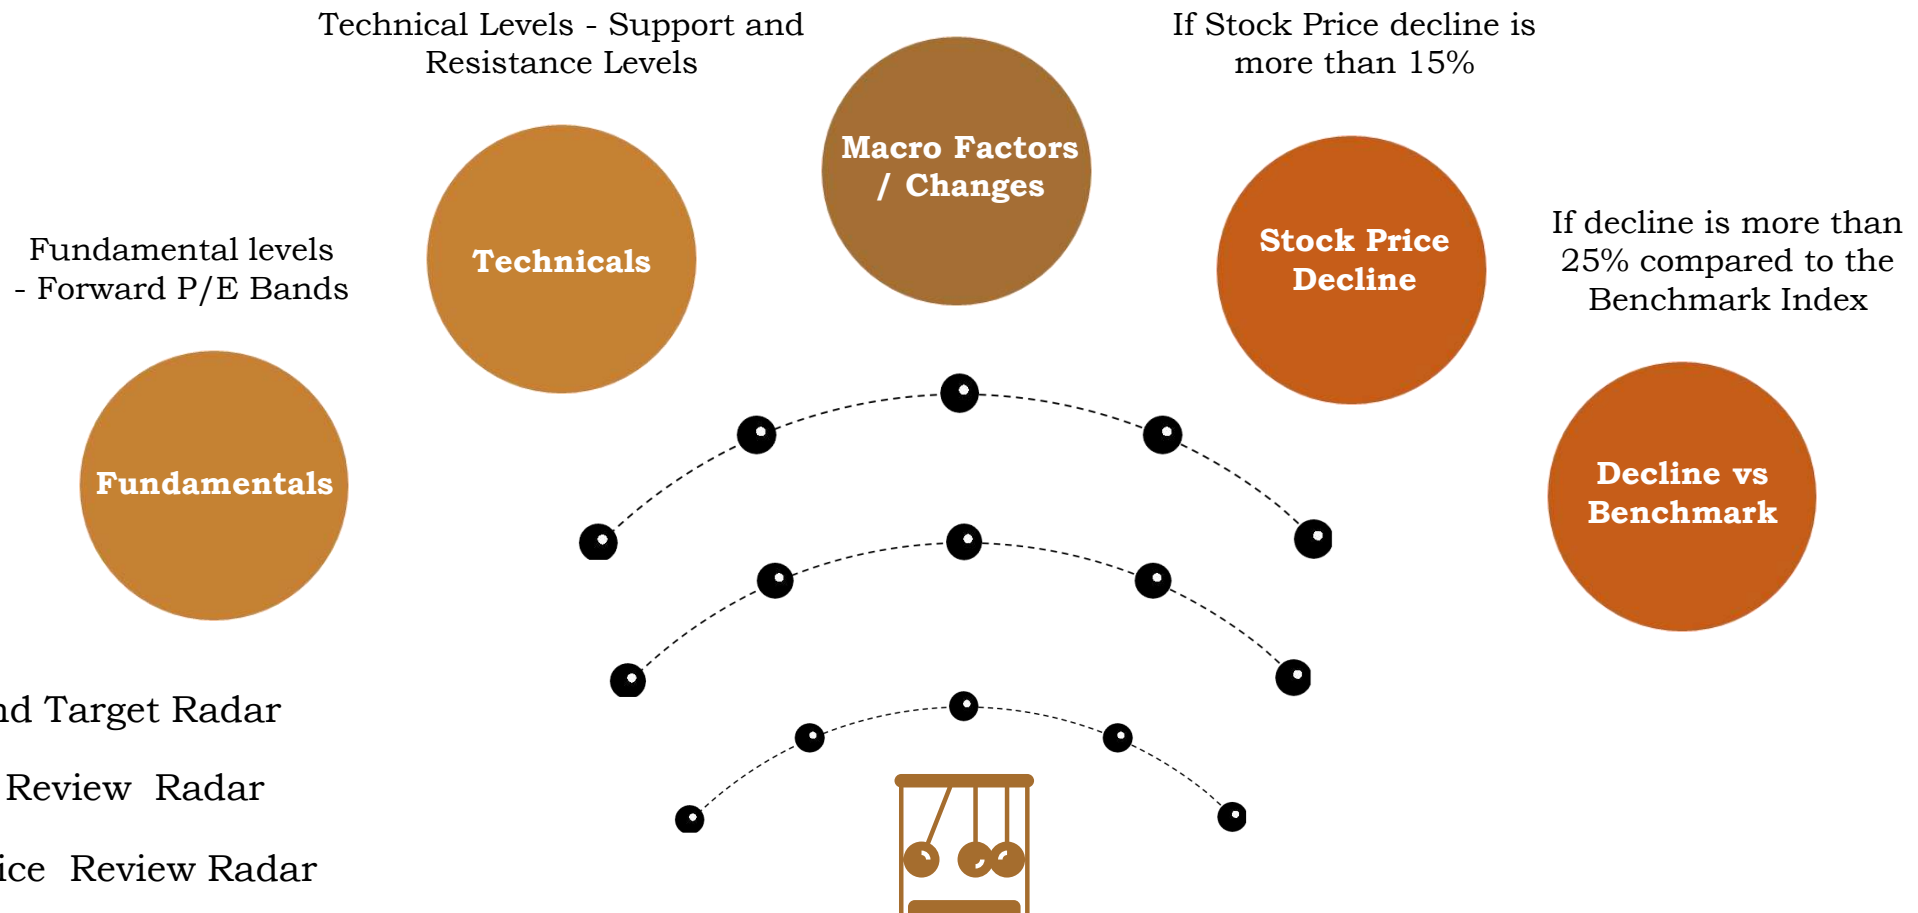 Technical Levels - Support and
Resistance Levels
If Stock Price decline is
more than 15%
Macro Factors
/ Changes
Fundamental levels
- Forward P/E Bands
Technicals
Stock Price
Decline
If decline is more than
25% compared to the
Benchmark Index
Fundamentals
Decline vs
Benchmark
Target Radar
Review Radar
Review Radar